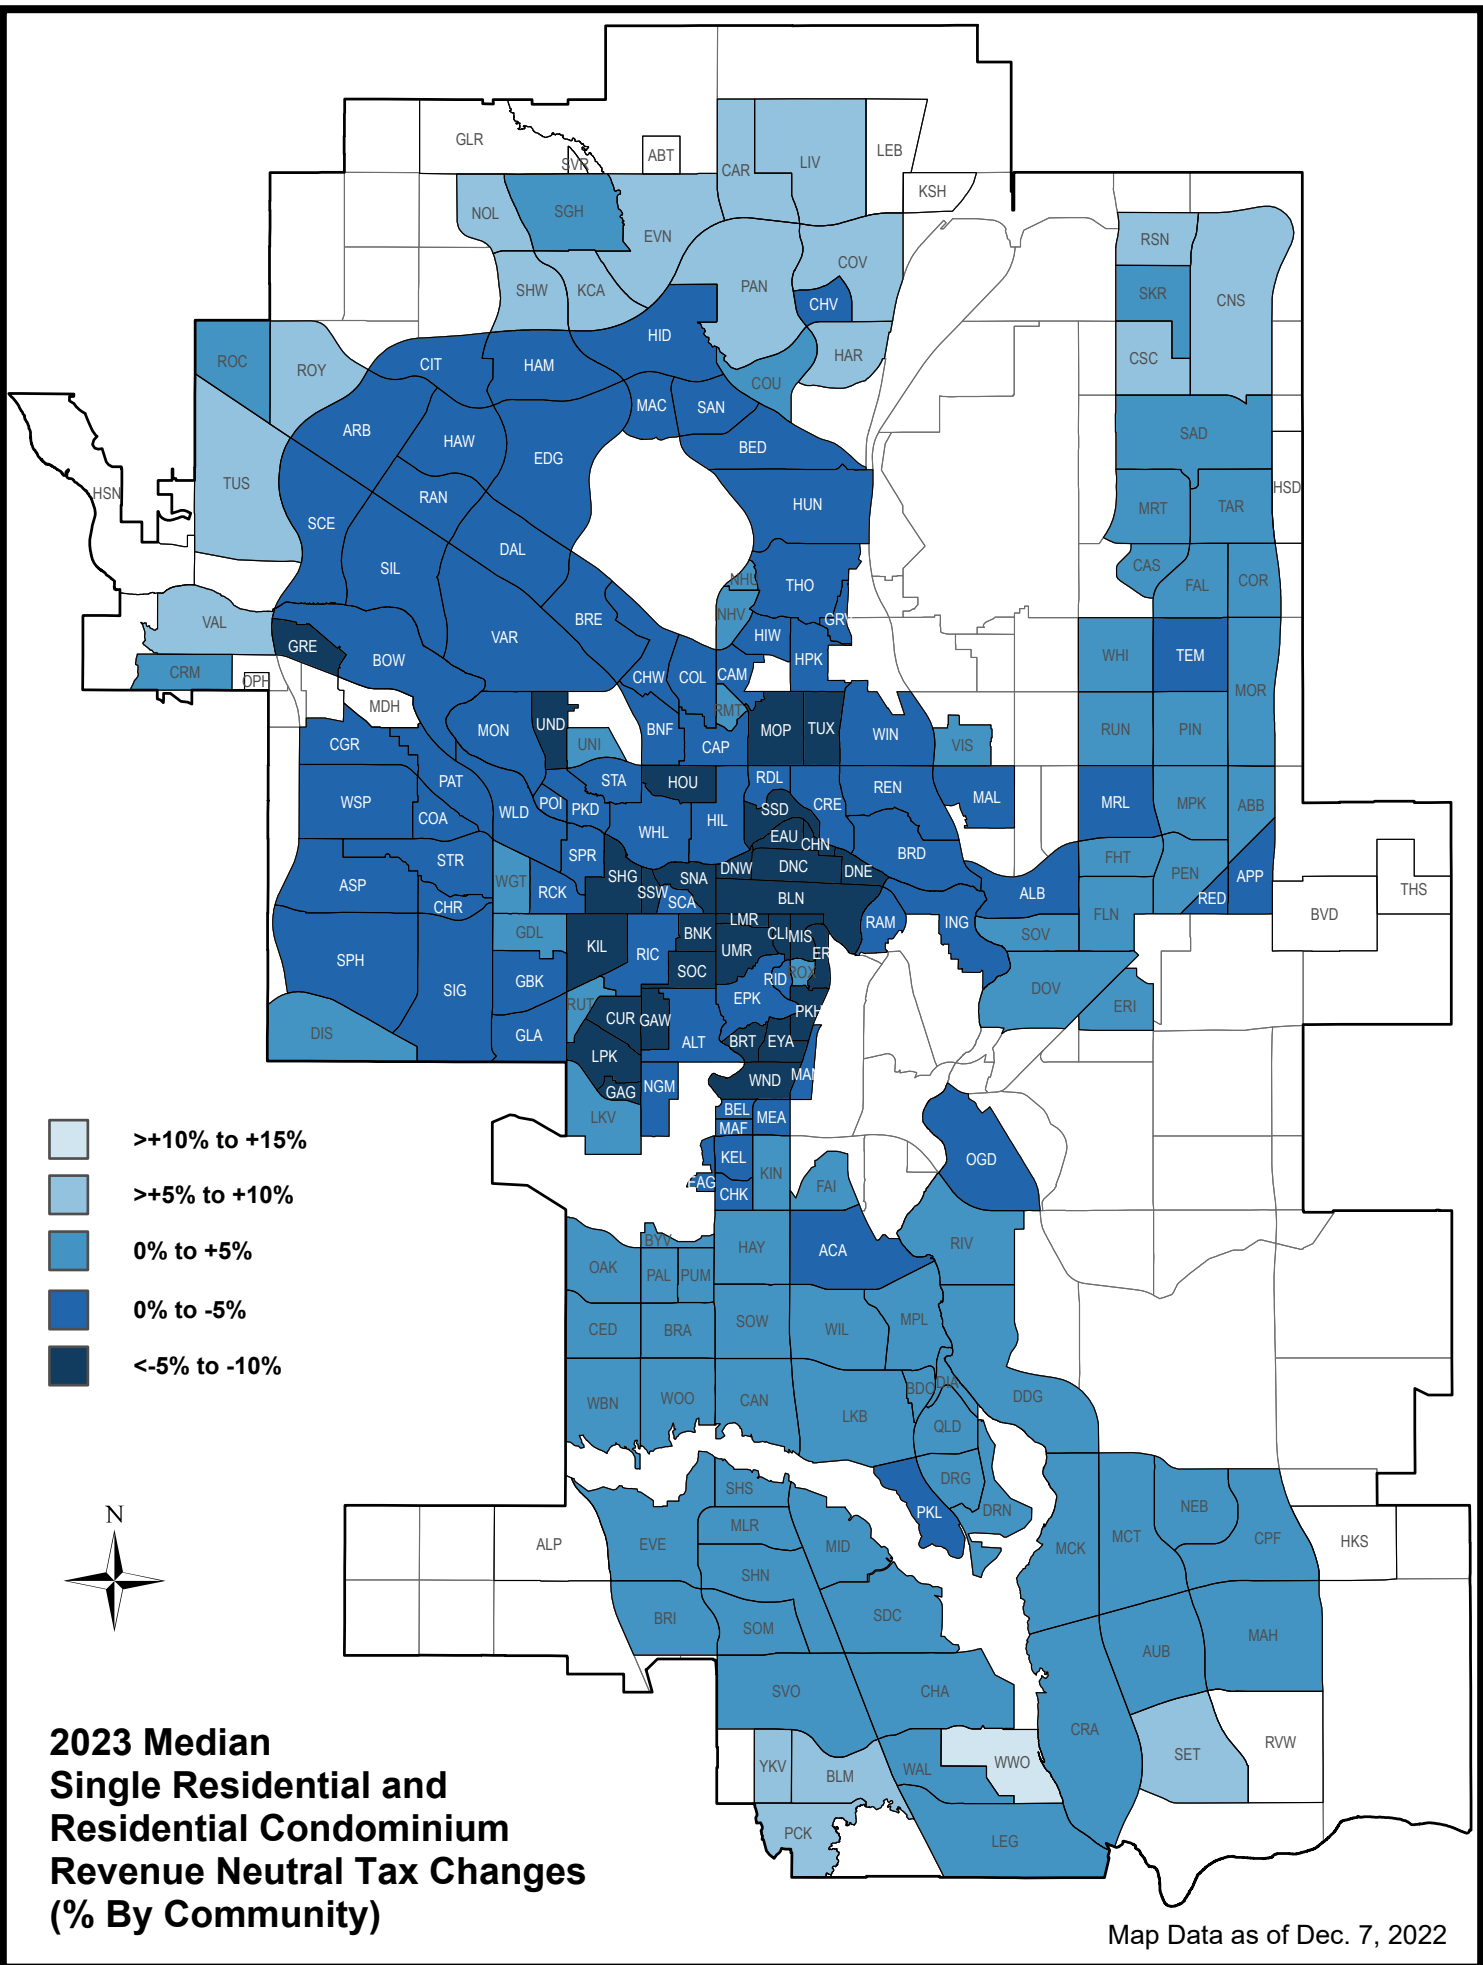 GLR
SVR
ABT
CAR
LIV
LEB
KSH
NOL
SGH
EVN
RSN
COV
SHW
KCA
PAN
CHV
SKR
CNS
HID
ROC
ROY
CIT
HAM
COU
HAR
CSC
MAC
SAN
ARB
HAW
EDG
BED
SAD
HSN
TUS
RAN
HUN
MRT
TAR
HSD
SCE
SIL
DAL
NHU
THO
CAS
FAL
COR
VAL
VAR
BRE
NHV
GRV
HIW
GRE
BOW
CHW
COL
CAM
HPK
WHI
TEM
CRM
OPH
MOR
MDH
MON
UND
UNI
BNF
RMT
CAP
MOP
TUX
WIN
VIS
RUN
PIN
CGR
PAT
STA
HOU
RDL
REN
MAL
MRL
MPK
ABB
WSP
COA
WLD
POI
PKD
WHL
HIL
SSD
CRE
EAU
CHN
BRD
STR
SPR
FHT
PEN
ASP
CHR
WGT
RCK
SHG
SSW
SCA
SNA
DNW
DNC
DNE
BLN
ALB
RED
APP
THS
BVD
GDL
KIL
RIC
BNK
LMR
CLI
MIS
RAM
ING
SOV
FLN
SPH
SIG
GBK
SOC
UMR
RID
ROX
DOV
ERI
DIS
GLA
RUT
CUR
GAW
EPK
PKH
LPK
ALT
BRT
EYA
GAG
NGM
WND
LKV
BEL
MAF
MEA
KEL
KIN
FAI
OGD
EAG
CHK
>+10% to +15%
>+5% to +10%
0% to +5%
0% to -5%
<-5% to -10%
BYV
HAY
ACA
RIV
OAK
PAL
PUM
CED
BRA
SOW
WIL
MPL
WBN
WOO
CAN
LKB
BDO
DIA
DDG
QLD
DRG
SHS
PKL
DRN
NEB
N
ALP
EVE
MLR
MID
MCK
MCT
CPF
HKS
SHN
BRI
SOM
SDC
AUB
MAH
SVO
CHA
CRA
SET
RVW
YKV
BLM
WAL
WWO
PCK
LEG
2023 Median
Single Residential and
Residential Condominium
Revenue Neutral Tax Changes
(% By Community)
Map Data as of Dec. 7, 2022